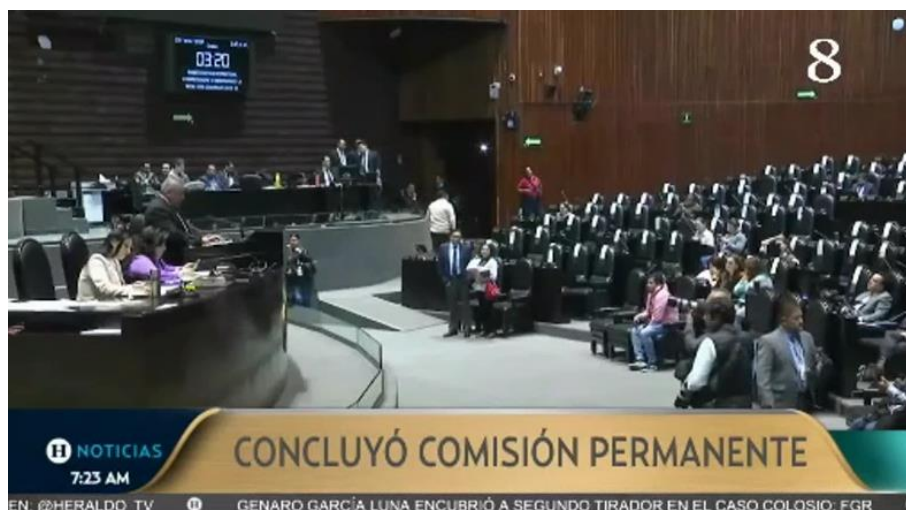 03:20
8
H NOTICIAS
7:23 AM
CONCLUYÓ COMISIÓN PERMANENTE
EN: @HERALDO_TV H GENARO GARCÍA LUNA ENCUBRIÓ A SEGUNDO TIRADOR EN EL CASO COLOSIO: FGR